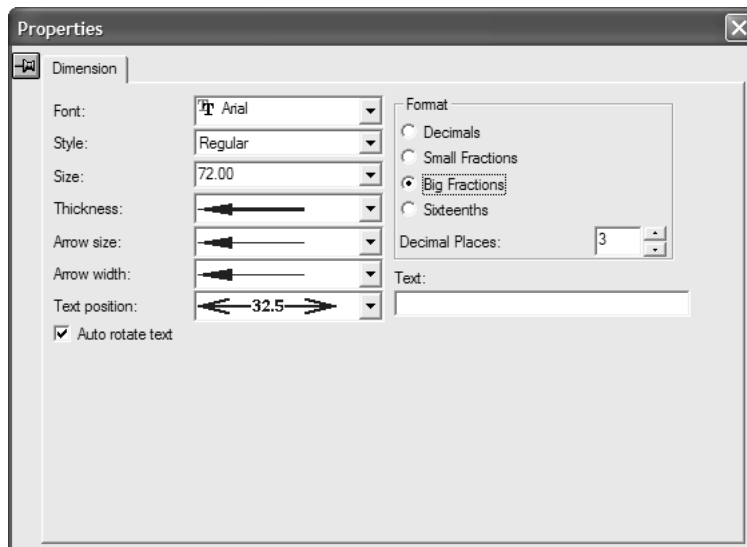 Properties
Dimension
Font:
Arial
Style:
Regular
Size:
72.00
Thickness:
Arrow size:
Arrow width:
Text position:
32.5
Auto rotate text
Format
Decimals
Small Fractions
Big Fractions
Sixteenths
Decimal Places:
3
Text: